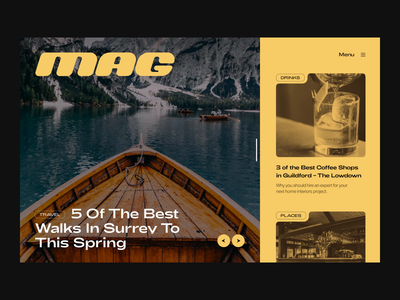 MAG
Menu
TRAVEL
5 Of The Best
Walks In Surrey To
This Spring
DRINKS
3 of the Best Coffee Shops
in Guildford – The Lowdown
Why you should hire an expert for your
next home interiors project.
PLACES